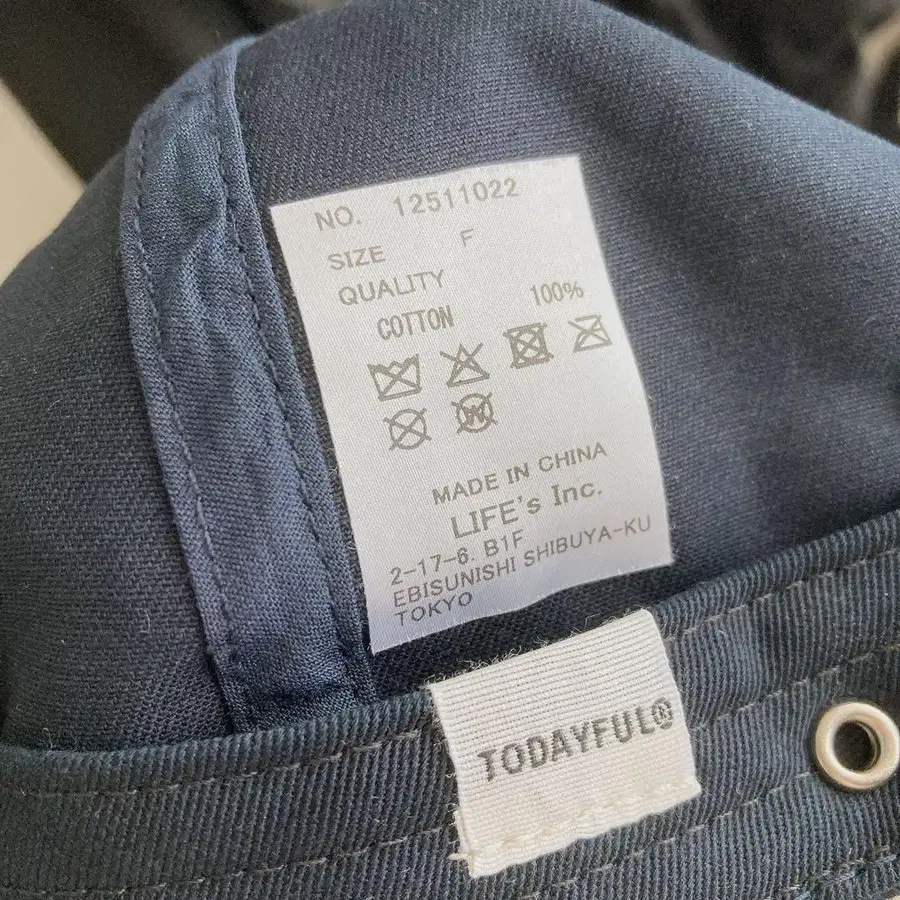 NO. 12511022
SIZE F
QUALITY
COTTON 100%
W
MADE IN CHINA
LIFE's Inc.
2-17-6. B1F
EBISUNISHI SHIBUYA-KU
TOKYO
TODAYFUL®